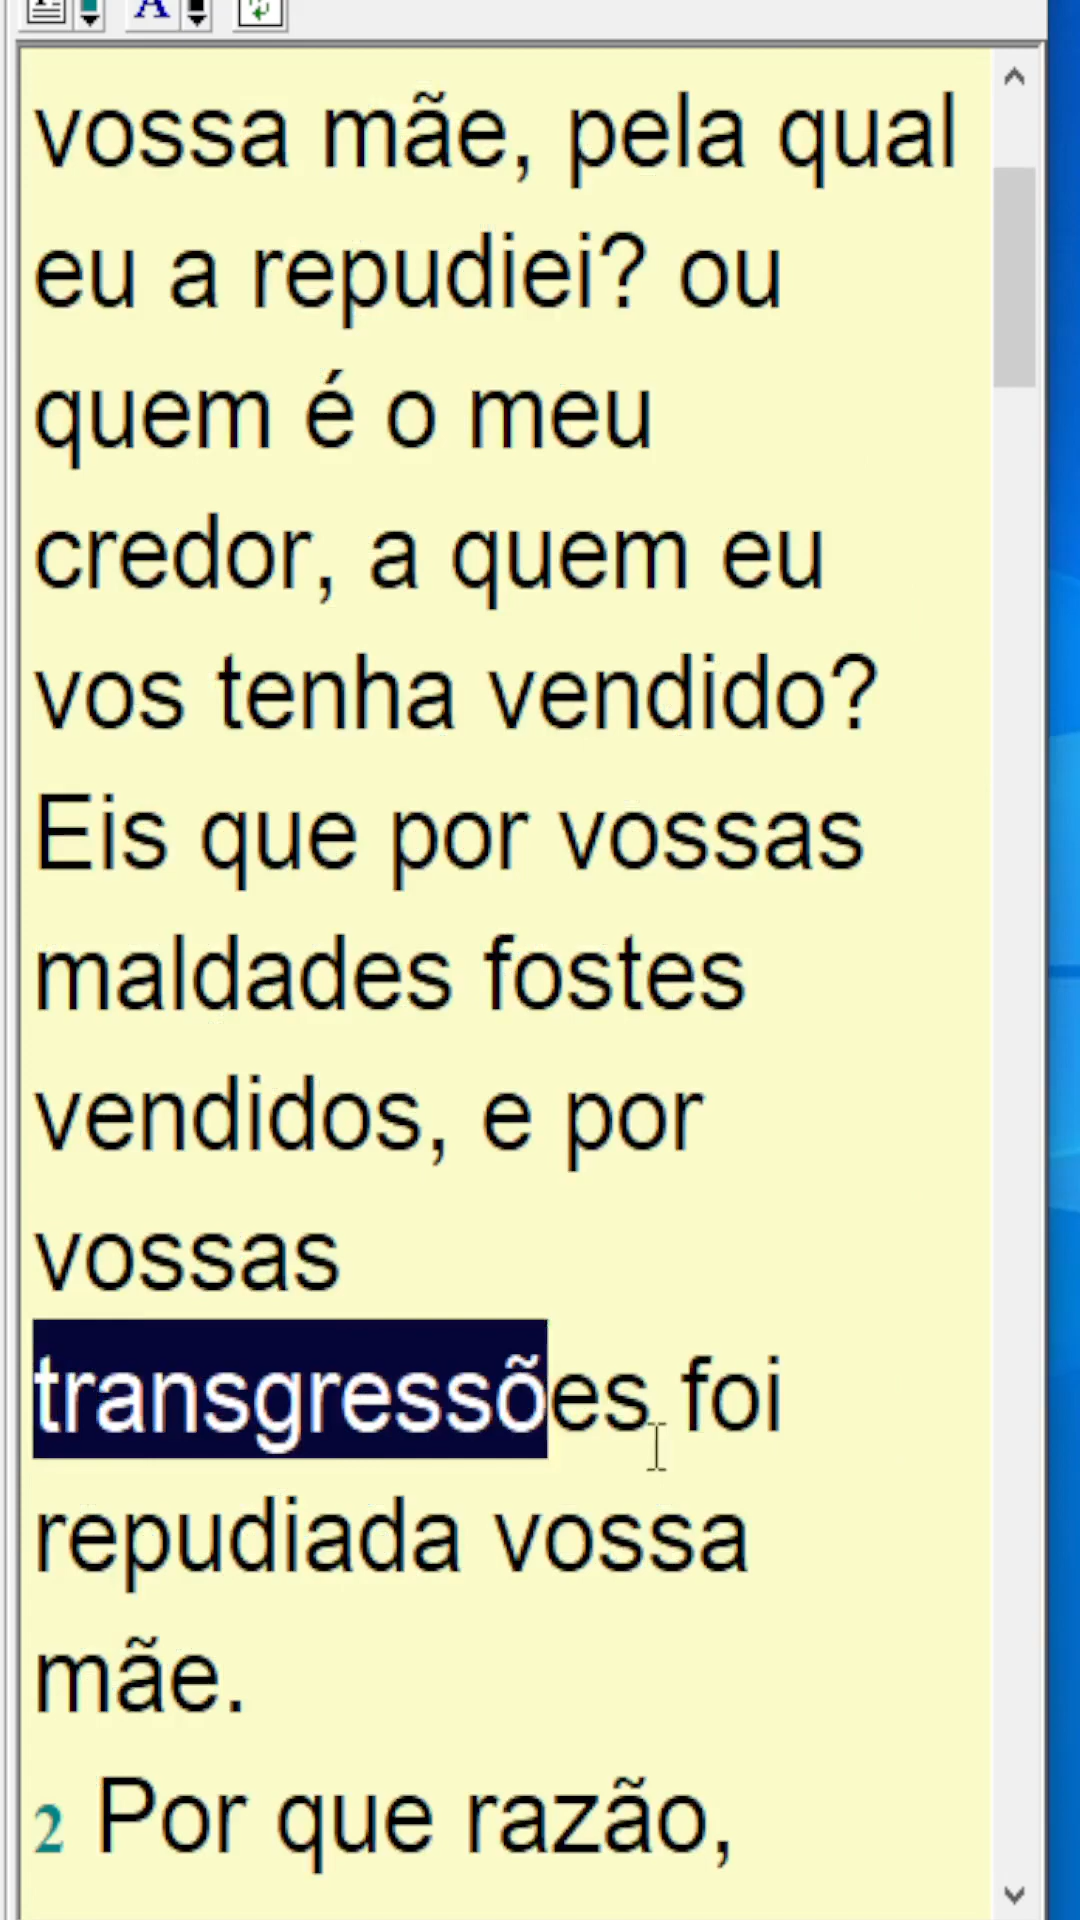 vossa mãe, pela qual
eu a repudiei? ou
quem é o meu
credor, a quem eu
vos tenha vendido?
Eis que por vossas
maldades fostes
vendidos, e por
vossas
transgressões foi
repudiada vossa
mãe.
2 Por que razão,